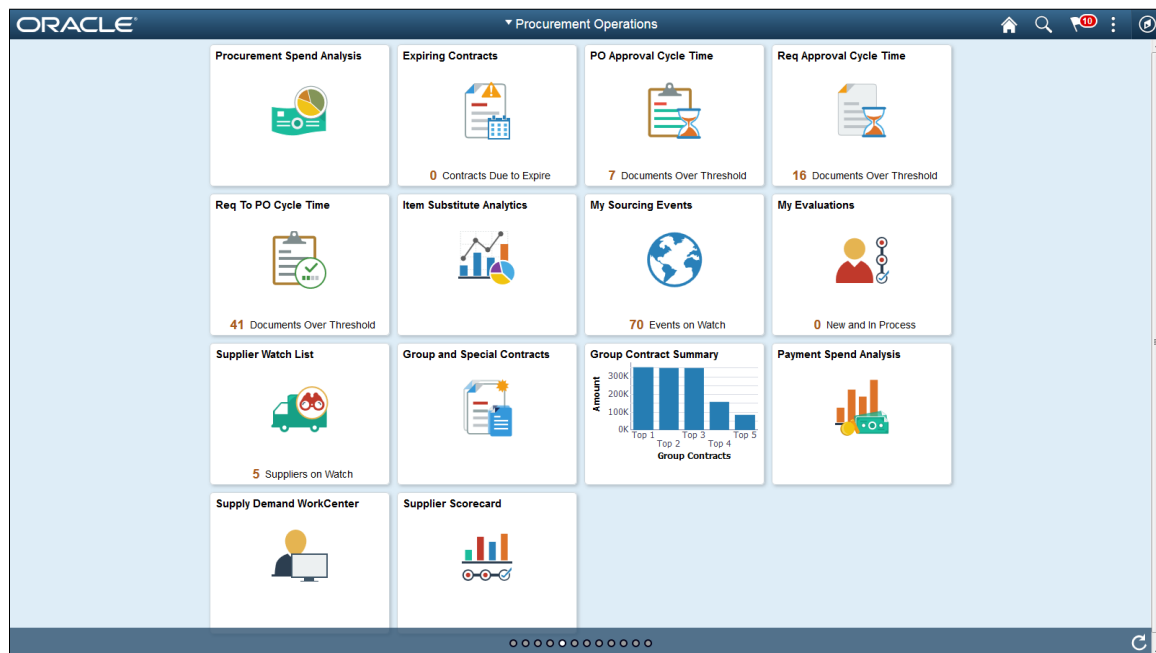 ORACLE
Procurement Operations
10
Procurement Spend Analysis
Expiring Contracts
0 Contracts Due to Expire
PO Approval Cycle Time
7 Documents Over Threshold
Req Approval Cycle Time
16 Documents Over Threshold
Req To PO Cycle Time
41 Documents Over Threshold
Item Substitute Analytics
My Sourcing Events
70 Events on Watch
My Evaluations
0 New and In Process
Supplier Watch List
5 Suppliers on Watch
Group and Special Contracts
Group Contract Summary
Amount
300K
200K
100K
0K
Top 1
Top 2
Top 3
Top 4
Top 5
Group Contracts
Payment Spend Analysis
Supply Demand WorkCenter
Supplier Scorecard